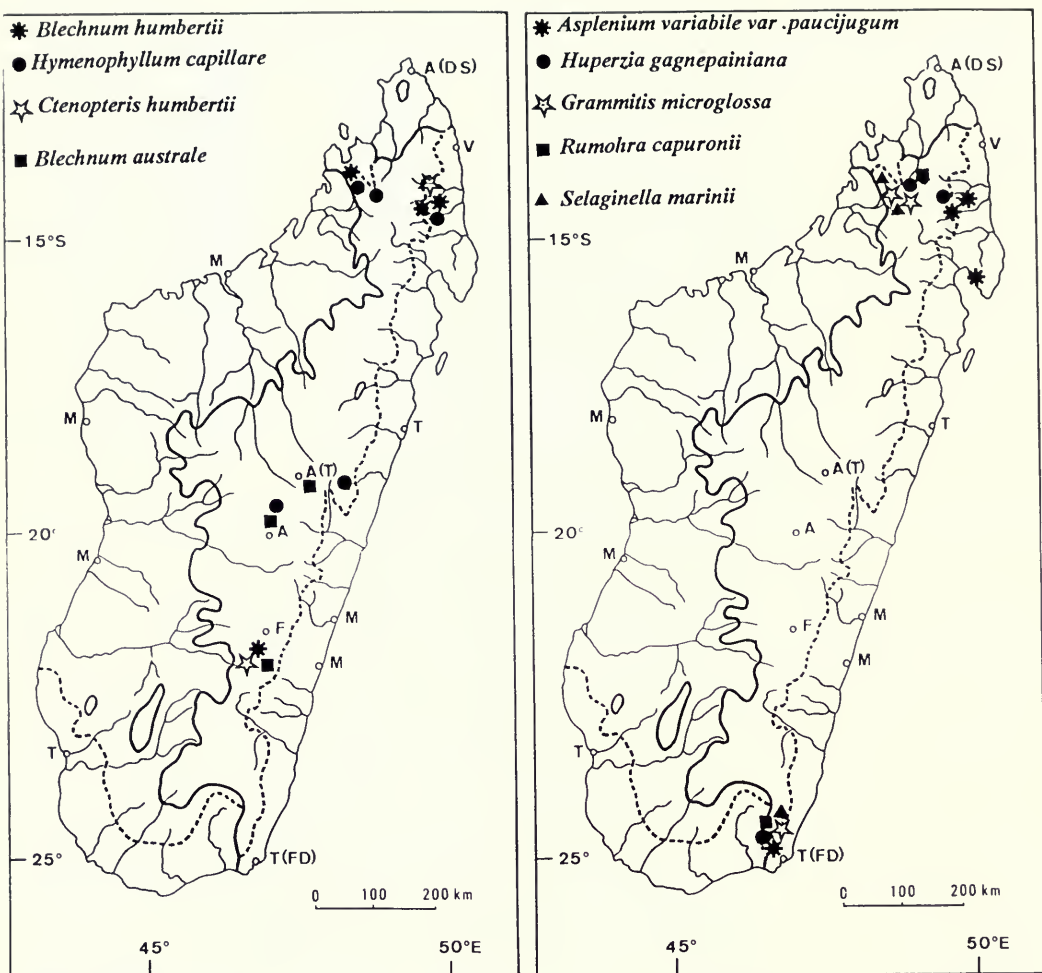 Blechnum humbertii
Hymenophyllum capillare
Ctenopteris humbertii
Blechnum australe
A(DS)
V
15°S
M
M
T
A(T)
20°
A
M
F
M
M
T
25°
T(FD)
0 100 200 km
45° 50°E
Asplenium variabile var .paucijugum
Huperzia gagnepainiana
Grammitis microglossa
Rumohra capuronii
Selaginella marinii
A(DS)
V
15°S
M
M
T
A(T)
20°
A
M
F
M
M
T
25°
T(FD)
0 100 200 km
45° 50°E